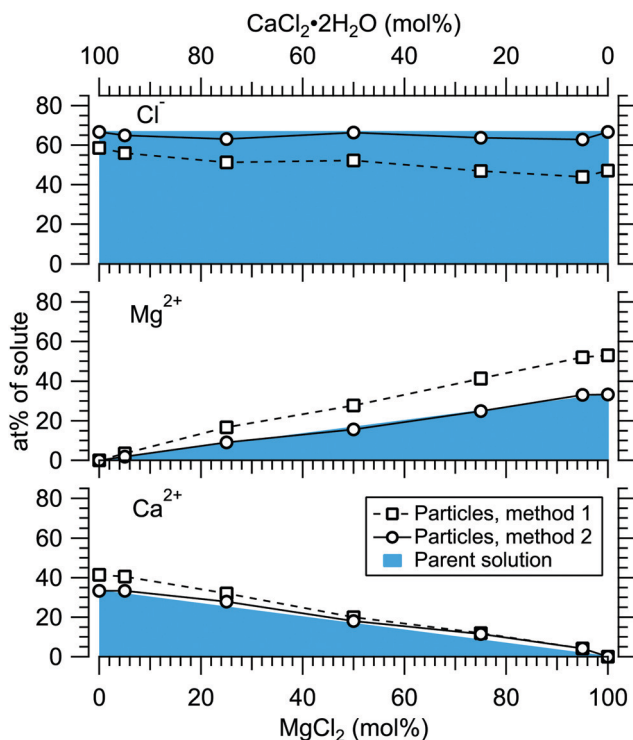 CaCl₂•2H₂O (mol%)
100 80 60 40 20 0
Cl⁻
80
60
40
20
0
at% of solute
Mg²⁺
80
60
40
20
0
Ca²⁺
80
60
40
20
0
Particles, method 1
Particles, method 2
Parent solution
0 20 40 60 80 100
MgCl₂ (mol%)